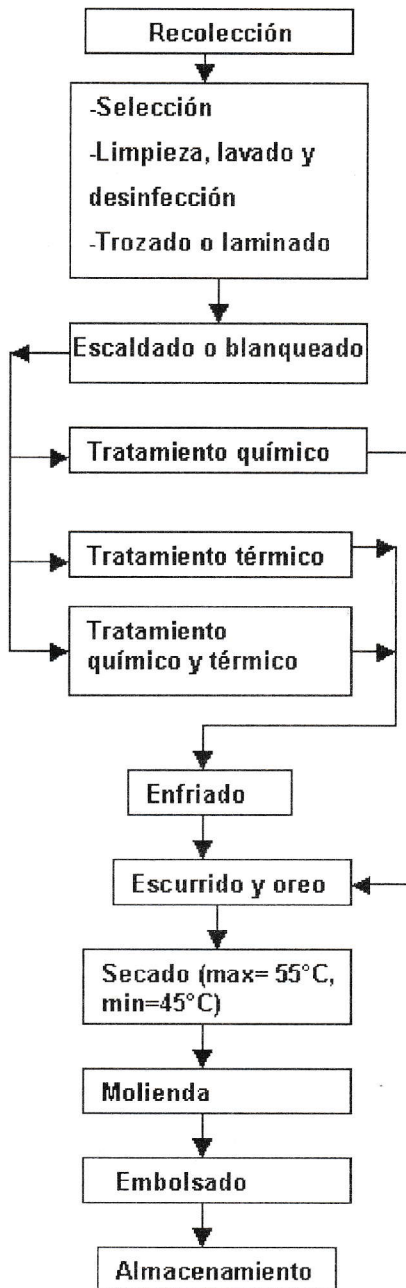 Recolección
-Selección
-Limpieza, lavado y
desinfección
-Trozado o laminado
Escaldado o blanqueado
Tratamiento químico
Tratamiento térmico
Tratamiento
químico y térmico
Enfriado
Escurrido y oreo
Secado (max= 55°C,
min=45°C)
Molienda
Embolsado
Almacenamiento